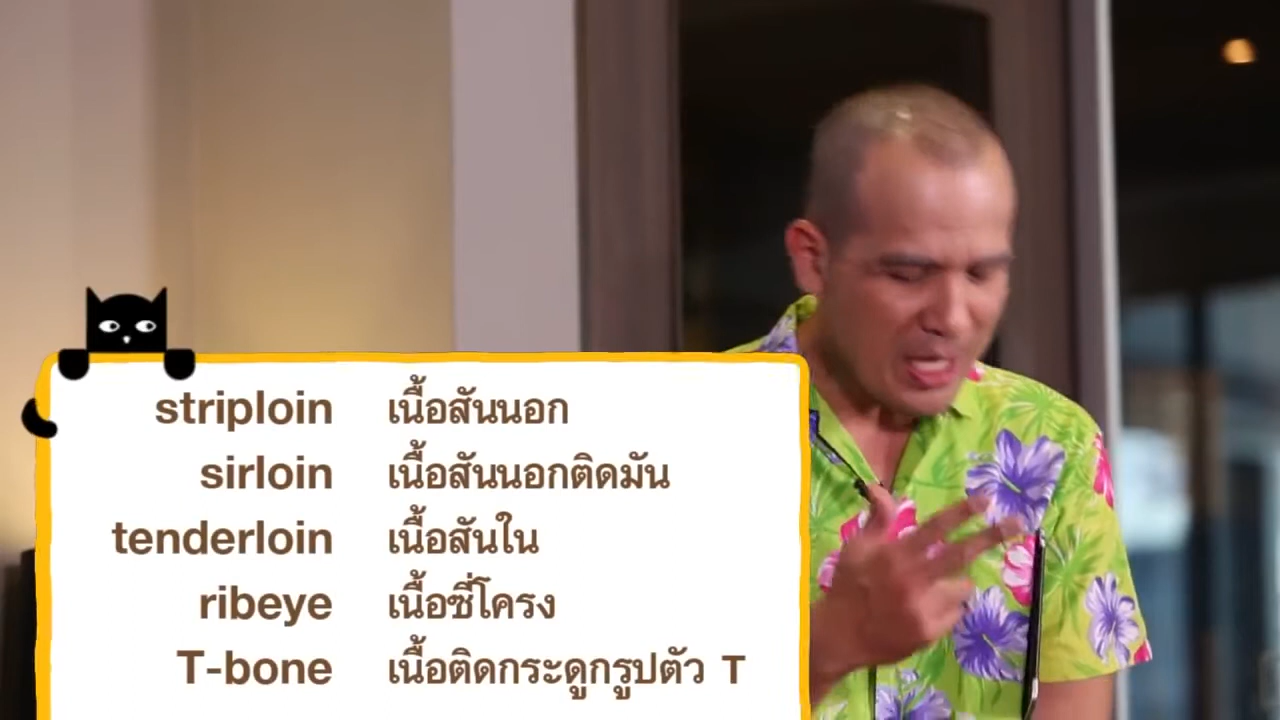 striploin เนื้อสันนอก
sirloin เนื้อสันนอกติดมัน
tenderloin เนื้อสันใน
ribeye เนื้อซี่โครง
T-bone เนื้อติดกระดูกรูปตัว T